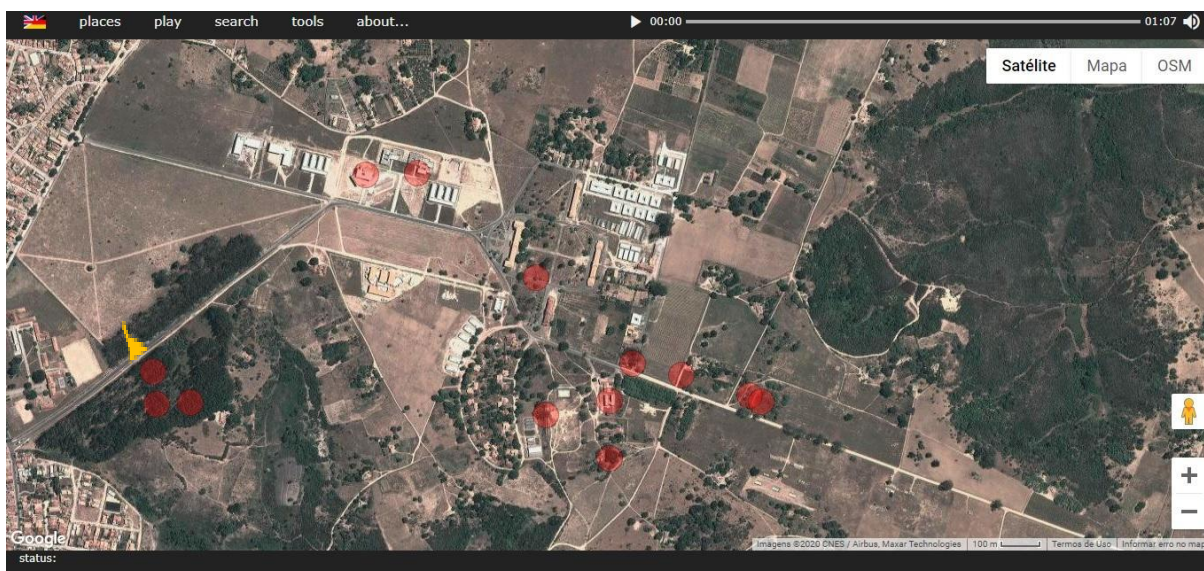 places play search tools about... 00:00 01:07
Satélite Mapa OSM
Google
Imagens ©2020 CNES / Airbus, Maxar Technologies 100 m Termos de Uso Informar erro no mapa
status: